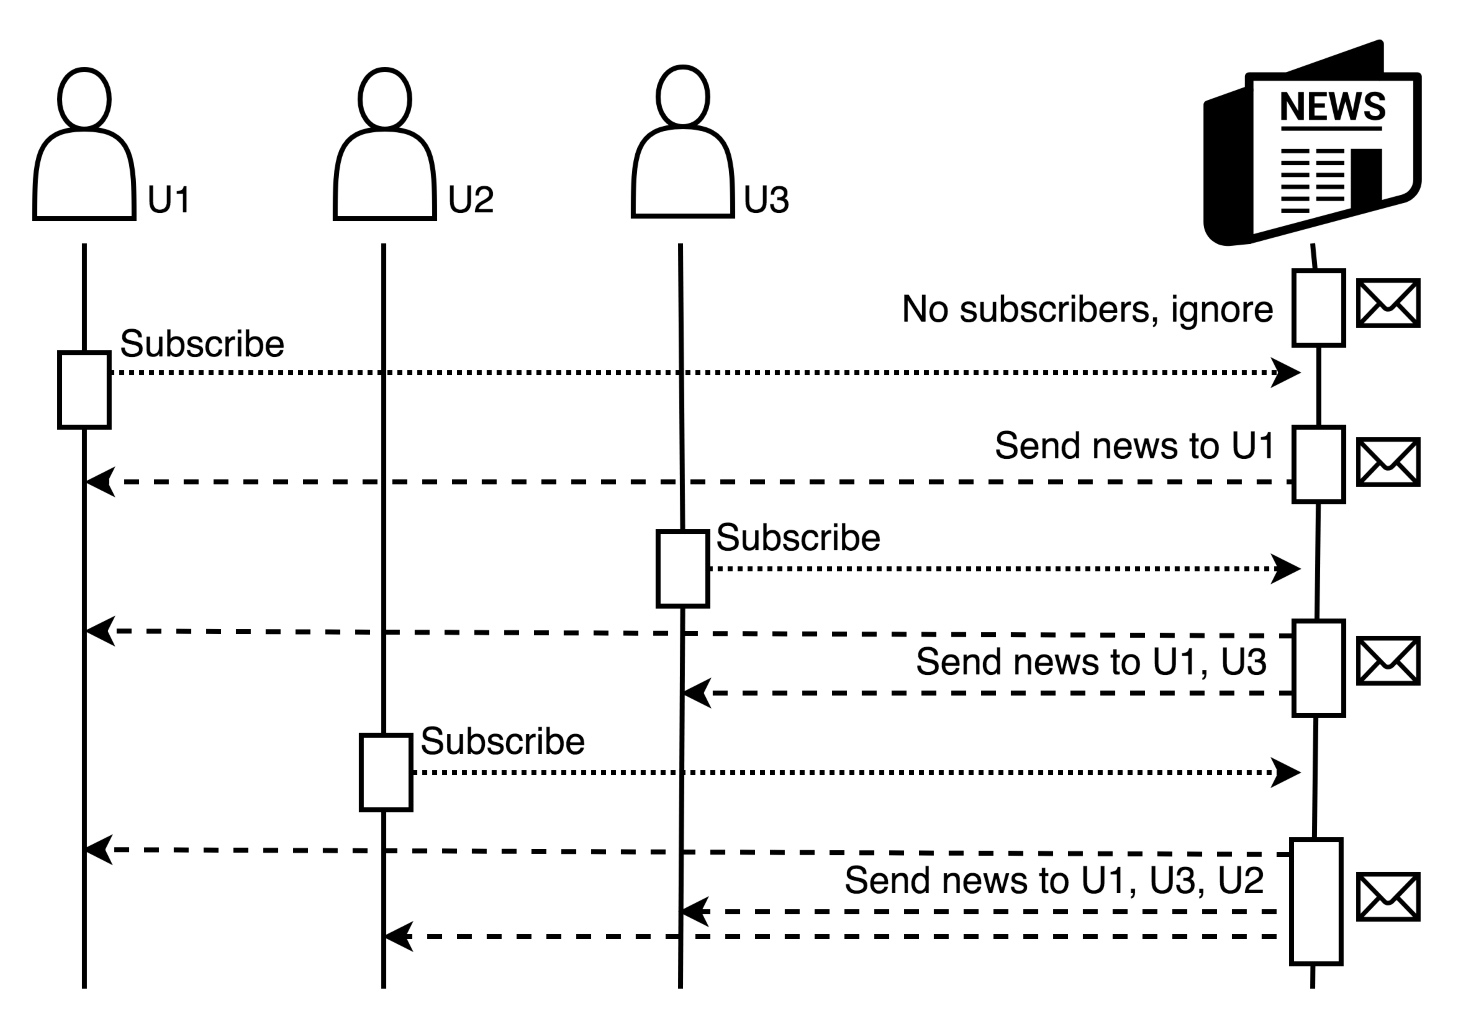 NEWS
U1
U2
U3
No subscribers, ignore
Subscribe
Send news to U1
Subscribe
Send news to U1, U3
Subscribe
Send news to U1, U3, U2